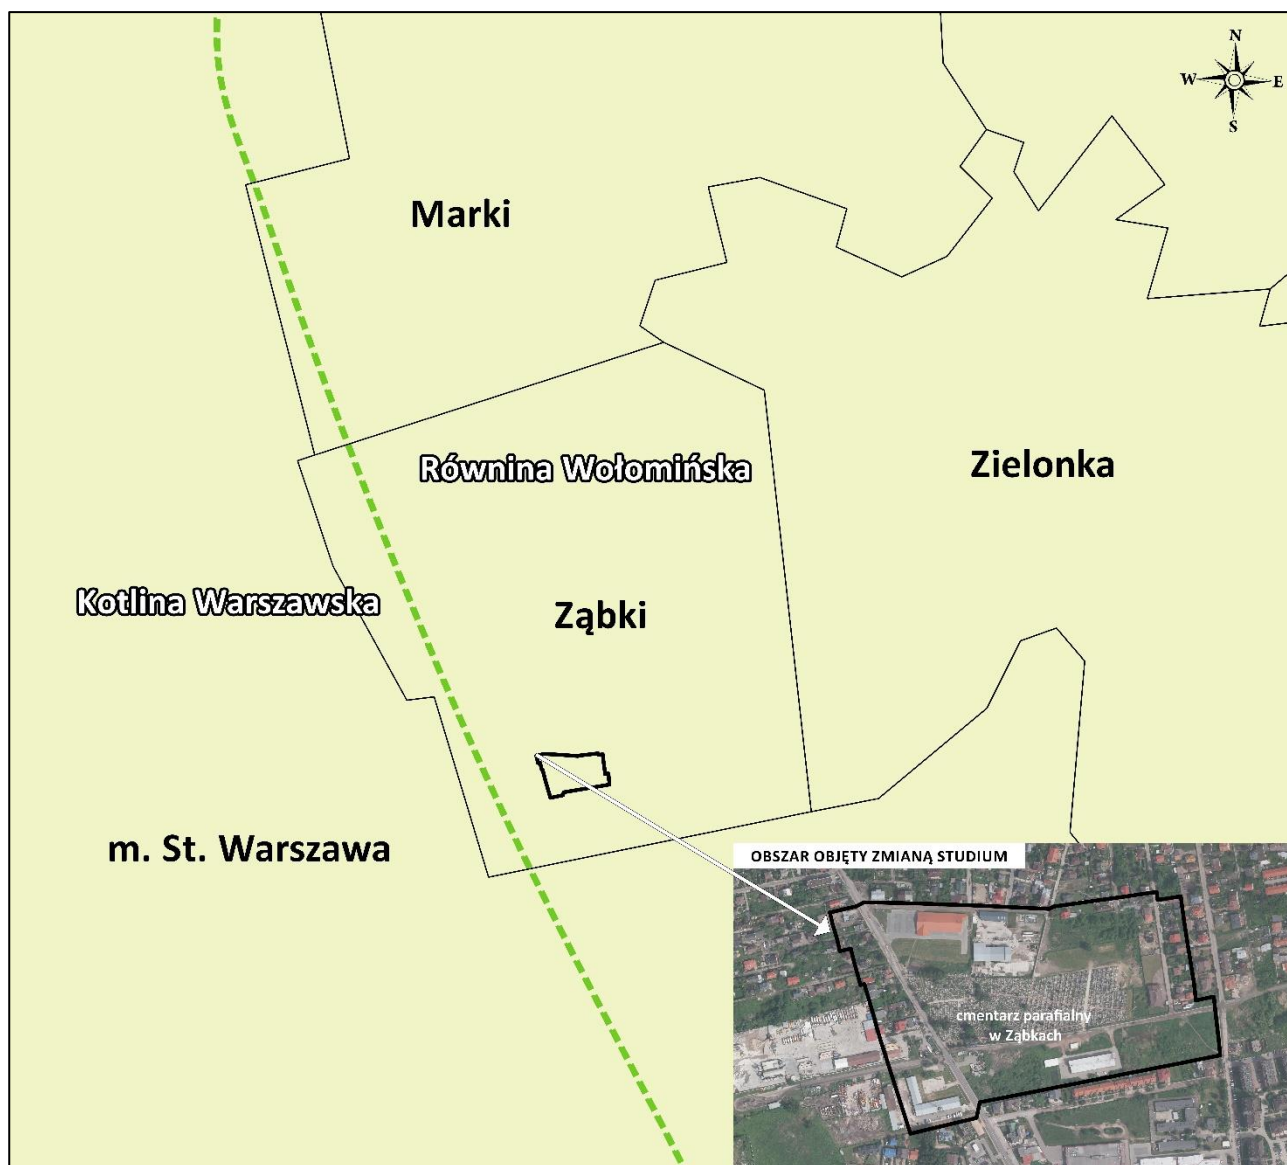 N
W E
S
Marki
Równina Wołomińska
Zielonka
Kotlina Warszawska
Ząbki
m. St. Warszawa
OBSZAR OBJĘTY ZMIANĄ STUDIUM
cmentarz parafialny
w Ząbkach